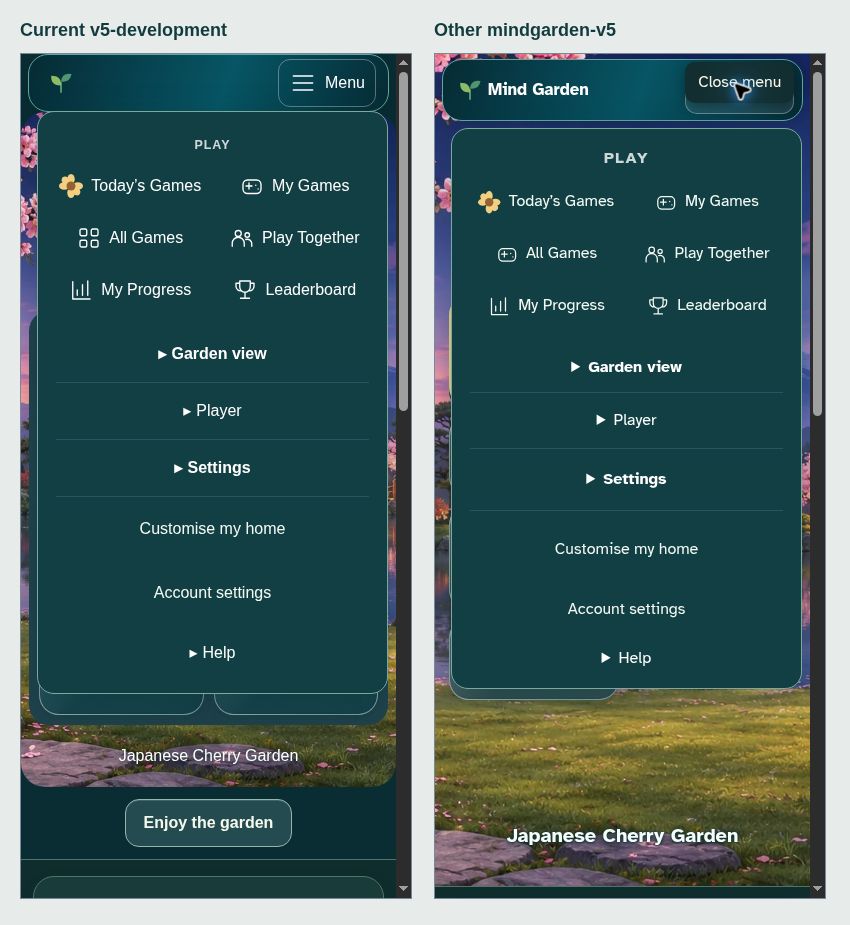 Current v5-development
Menu
PLAY
Today's Games
My Games
All Games
Play Together
My Progress
Leaderboard
▸ Garden view
▸ Player
▸ Settings
Customise my home
Account settings
▸ Help
Japanese Cherry Garden
Enjoy the garden
Other mindgarden-v5
Mind Garden
Close menu
PLAY
Today's Games
My Games
All Games
Play Together
My Progress
Leaderboard
▶ Garden view
▶ Player
▶ Settings
Customise my home
Account settings
▶ Help
Japanese Cherry Garden